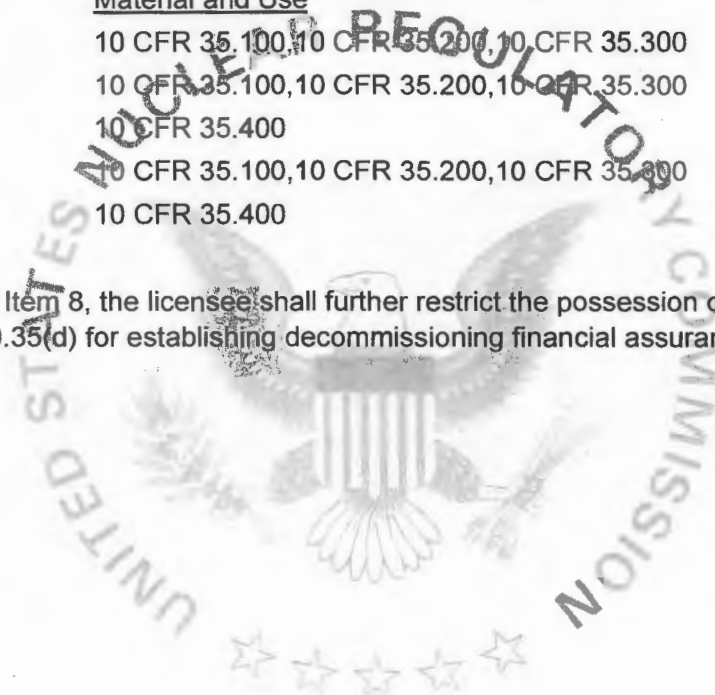 Material and Use
10 CFR 35.100,10 CFR 35.200,10 CFR 35.300
10 CFR 35.100,10 CFR 35.200,10 CFR 35.300
10 CFR 35.400
10 CFR 35.100,10 CFR 35.200,10 CFR 35.300
10 CFR 35.400
Item 8, the licensee shall further restrict the possession
.35(d) for establishing decommissioning financial
UNITED STATES NUCLEAR REGULATORY COMMISSION